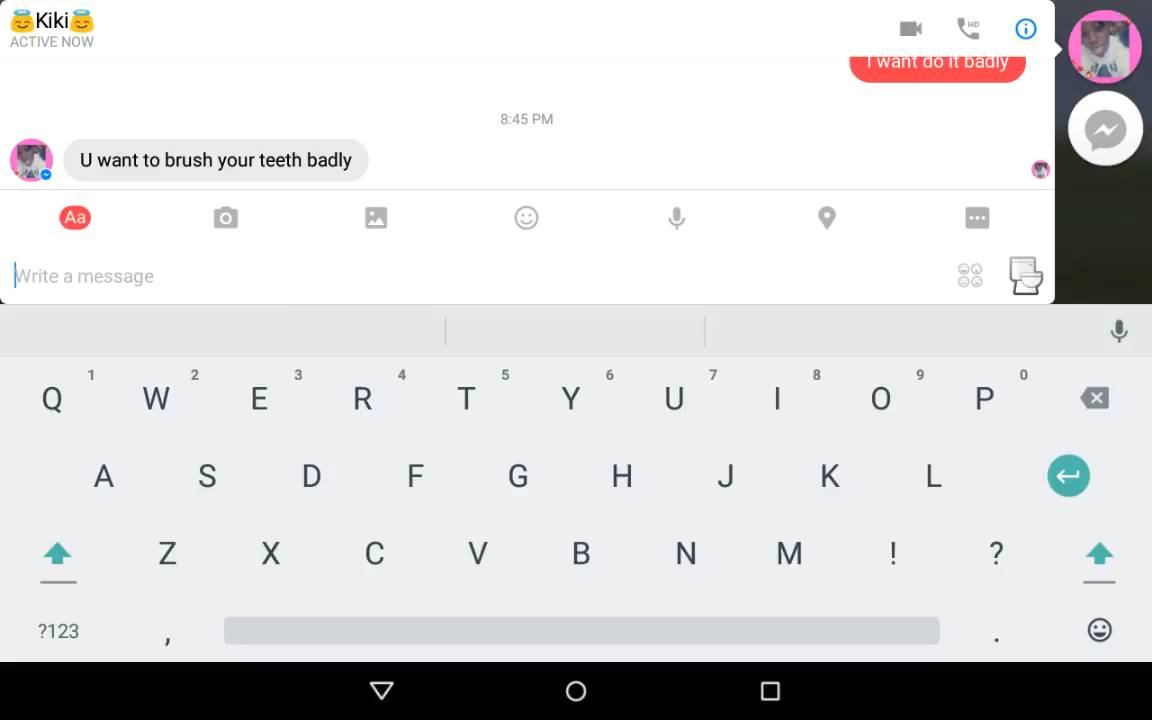 😇Kiki😇
ACTIVE NOW
HD
I want do it badly
8:45 PM
U want to brush your teeth badly
Aa
Write a message
1 2 3 4 5 6 7 8 9 0
Q W E R T Y U I O P
A S D F G H J K L
Z X C V B N M ! ?
?123 , .